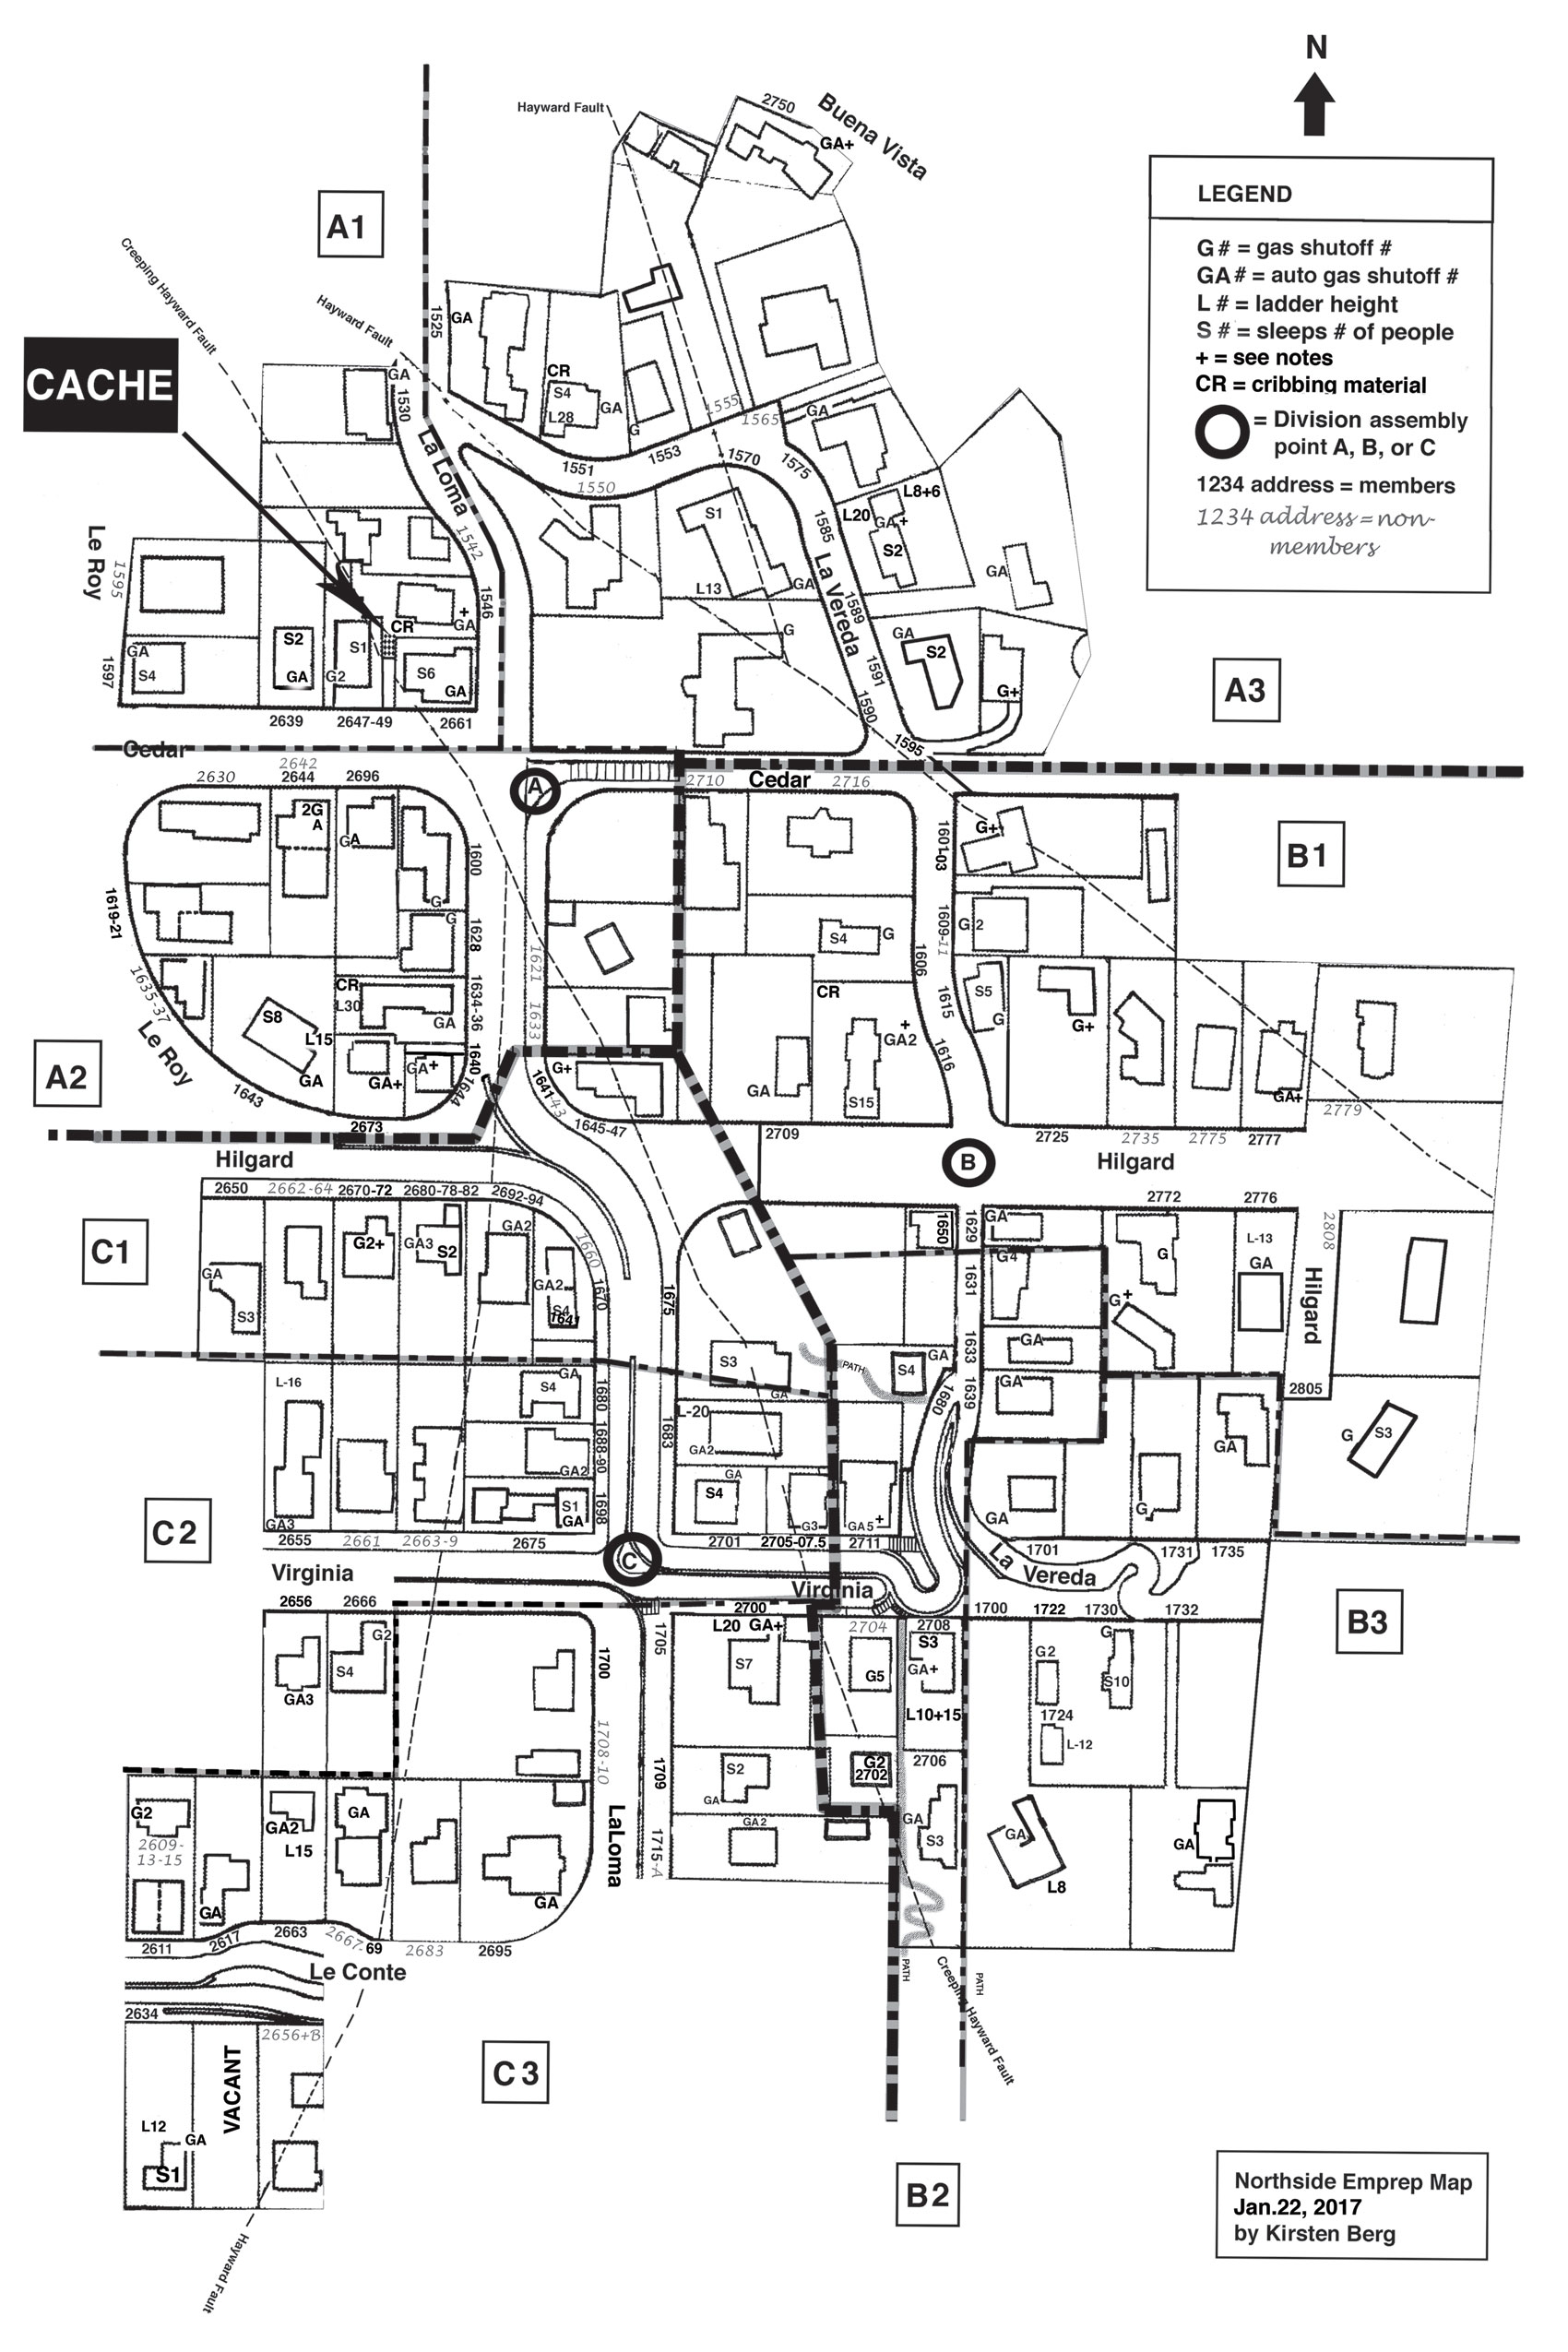 N
LEGEND
G # = gas shutoff #
GA # = auto gas shutoff #
L # = ladder height
S # = sleeps # of people
+ = see notes
CR = cribbing material
= Division assembly
point A, B, or C
1234 address = members
1234 address = non-
members
Hayward Fault
2750
Buena Vista
GA+
A1
Creeping Hayward Fault
Hayward Fault
1525
GA
CR
S4
L28
GA
G
CACHE
GA
1530
La Loma
1555
1565
GA
1551
1553
1570
1575
1550
S1
L8+6
L20
GA+
S2
1585
La Vereda
1542
L13
GA
GA
1589
Le Roy
1595
1546
+
GA
CR
S2
S1
GA
S4
GA
G2
S6
GA
1597
G
GA
S2
1591
G+
A3
1590
1595
2639
2647-49
2661
Cedar
2642
2630
2644
2696
A
2710
Cedar
2716
2G
A
GA
1600
G
G+
1601-03
B1
1619-21
G
1628
1621
S4
G
1609-11
G 2
1606
1635-37
CR
L30
1634-36
GA
1633
CR
S5
G
1615
G+
Le Roy
S8
L15
GA
GA+
GA+
1640
1644
G+
1641-43
+
GA2
1616
GA
S15
GA+
A2
1643
2673
1645-47
2709
2725
2735
2775
2777
2779
Hilgard
B
Hilgard
2650
2662-64
2670-72
2680-78-82
2692-94
2772
2776
C1
G2+
GA3
S2
GA2
1660
1650
1629
GA
G
L-13
GA
2808
GA
S3
GA2
S4
1641
1670
1675
G4
1631
G+
Hilgard
S3
GA
PATH
S4
GA
1633
GA
2805
L-16
GA
S4
1680
1680
1639
GA
L-20
GA2
1683
1688-90
GA2
GA
G
S3
C 2
GA
S4
G3
GA5
+
S1
GA
1698
GA3
G
GA
2655
2661
2663-9
2675
C
2701
2705-07.5
2711
1701
1731
1735
La Vereda
Virginia
Virginia
2656
2666
2700
1700
1722
1730
1732
B3
L20
GA+
2704
2708
G2
S4
GA3
1705
S7
G5
S3
GA+
G2
G
S10
1700
L10+15
1724
L-12
1708-10
1709
S2
GA
G2
2702
2706
G2
2609-
13-15
GA2
L15
GA
LaLoma
GA2
1715-A
GA
S3
GA
L8
GA
GA
GA
2611
2617
2663
2667-69
2683
2695
Le Conte
PATH
Creeping Hayward Fault
PATH
2634
2656+B
VACANT
C 3
L12
GA
S1
B2
Hayward Fault
Northside Emprep Map
Jan.22, 2017
by Kirsten Berg